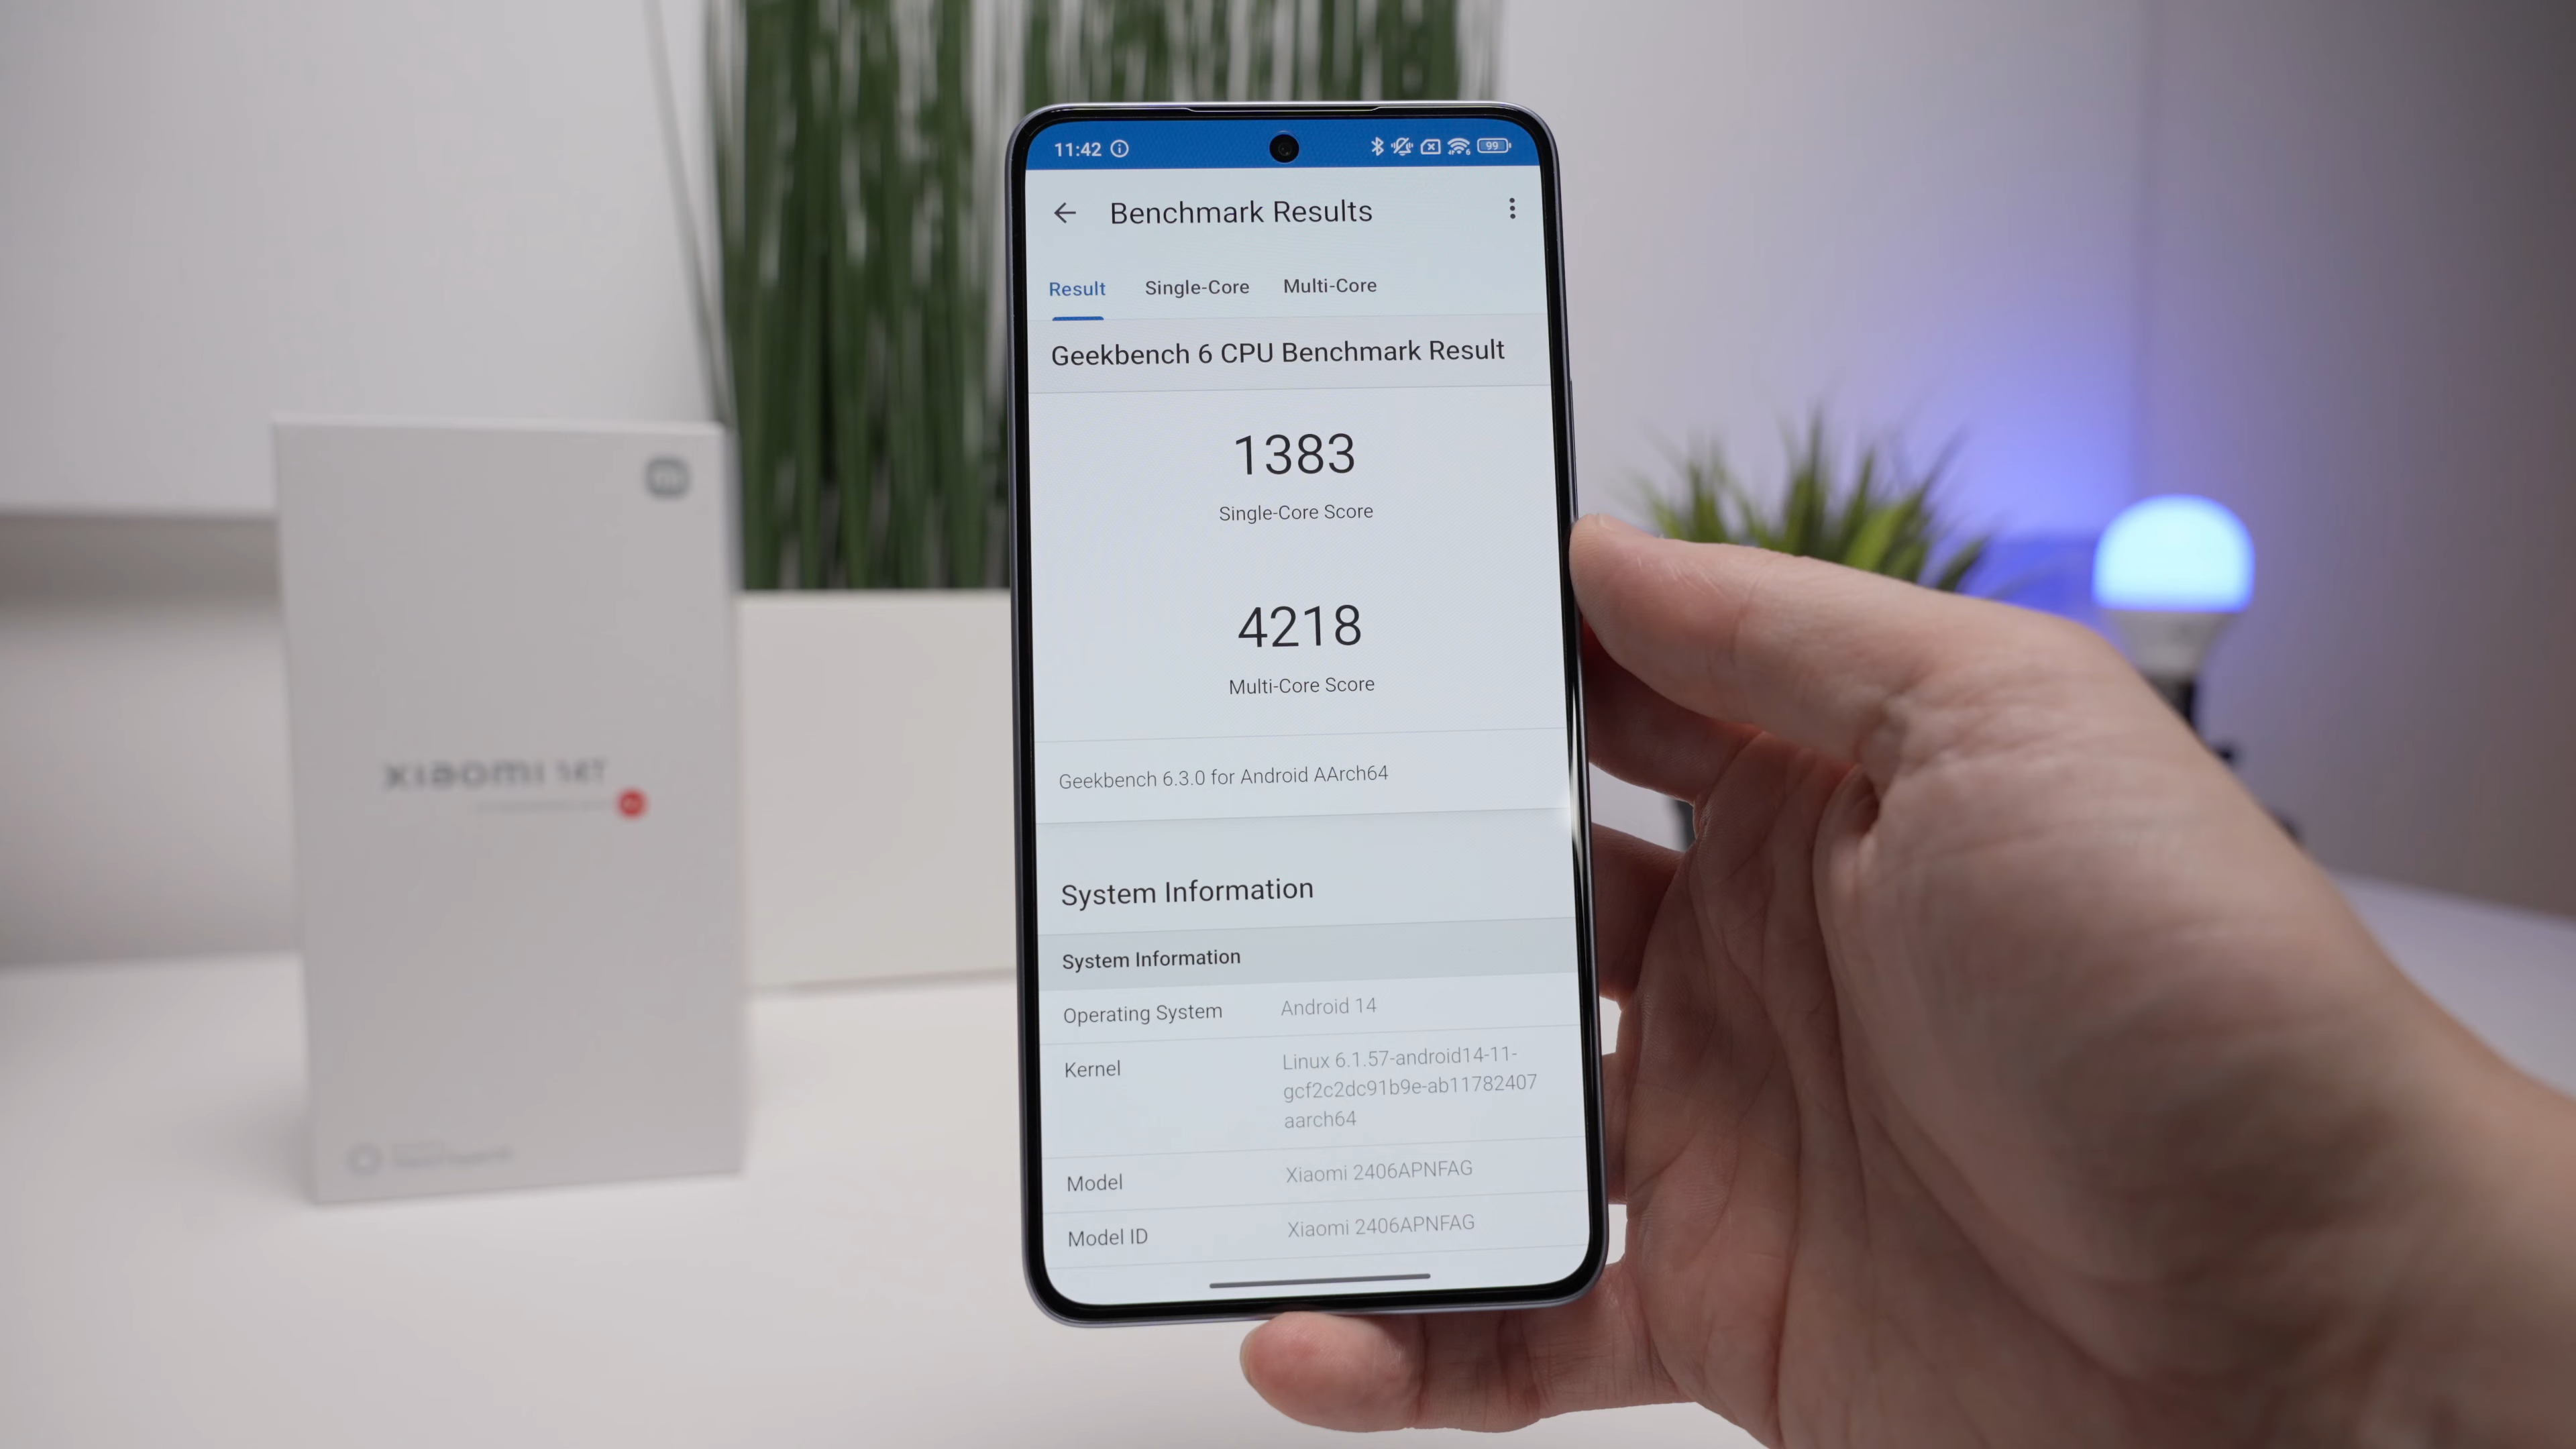 11:42
99
Benchmark Results
Result Single-Core Multi-Core
Geekbench 6 CPU Benchmark Result
1383
Single-Core Score
4218
Multi-Core Score
Geekbench 6.3.0 for Android AArch64
System Information
System Information
Operating System Android 14
Kernel Linux 6.1.57-android14-11-
gcf2c2dc91b9e-ab11782407
aarch64
Model Xiaomi 2406APNFAG
Model ID Xiaomi 2406APNFAG
xiaomi 14T